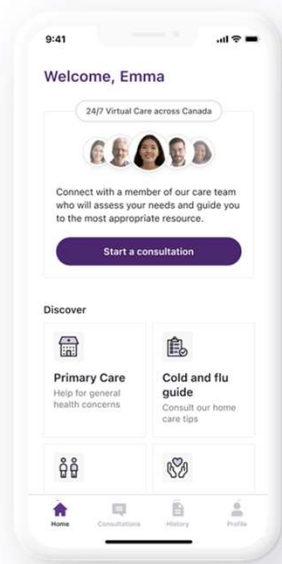 9:41
Welcome, Emma
24/7 Virtual Care across Canada
Connect with a member of our care team
who will assess your needs and guide you
to the most appropriate resource.
Start a consultation
Discover
Primary Care
Help for general
health concerns
Cold and flu
guide
Consult our home
care tips
Home
Consultations
History
Profile